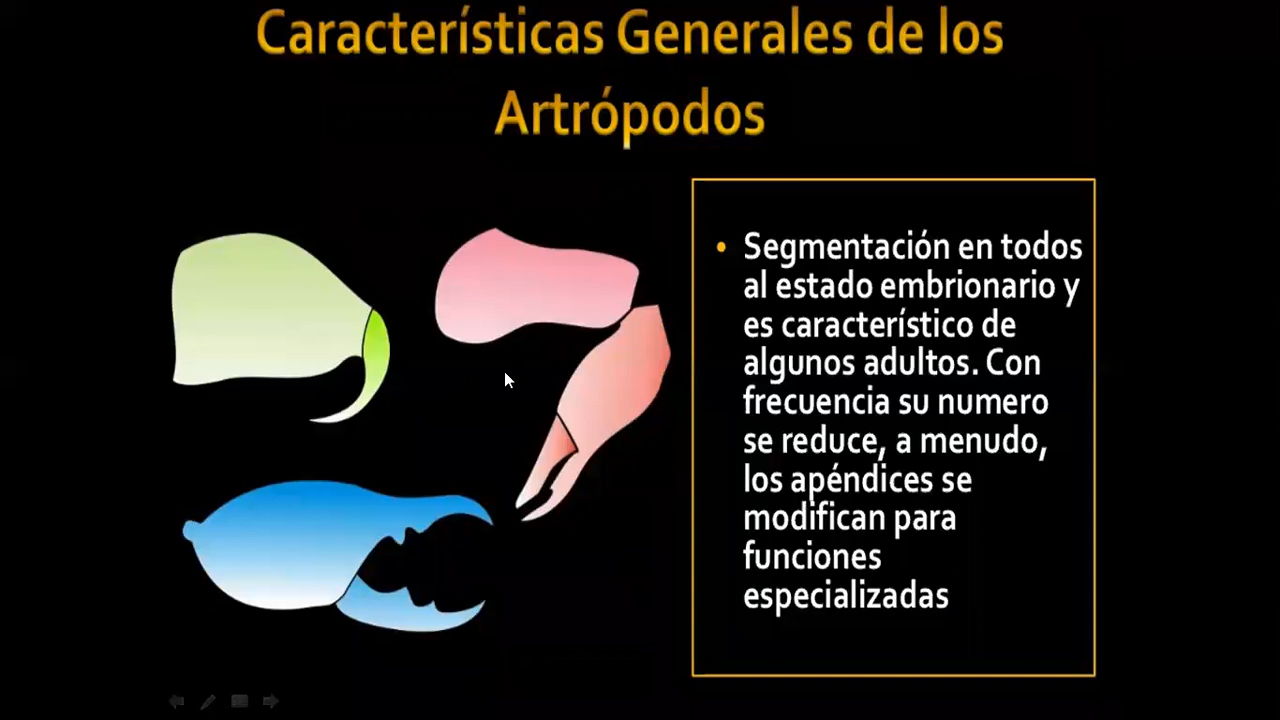 Características Generales de los
Artrópodos
• Segmentación en todos
al estado embrionario y
es característico de
algunos adultos. Con
frecuencia su numero
se reduce, a menudo,
los apéndices se
modifican para
funciones
especializadas